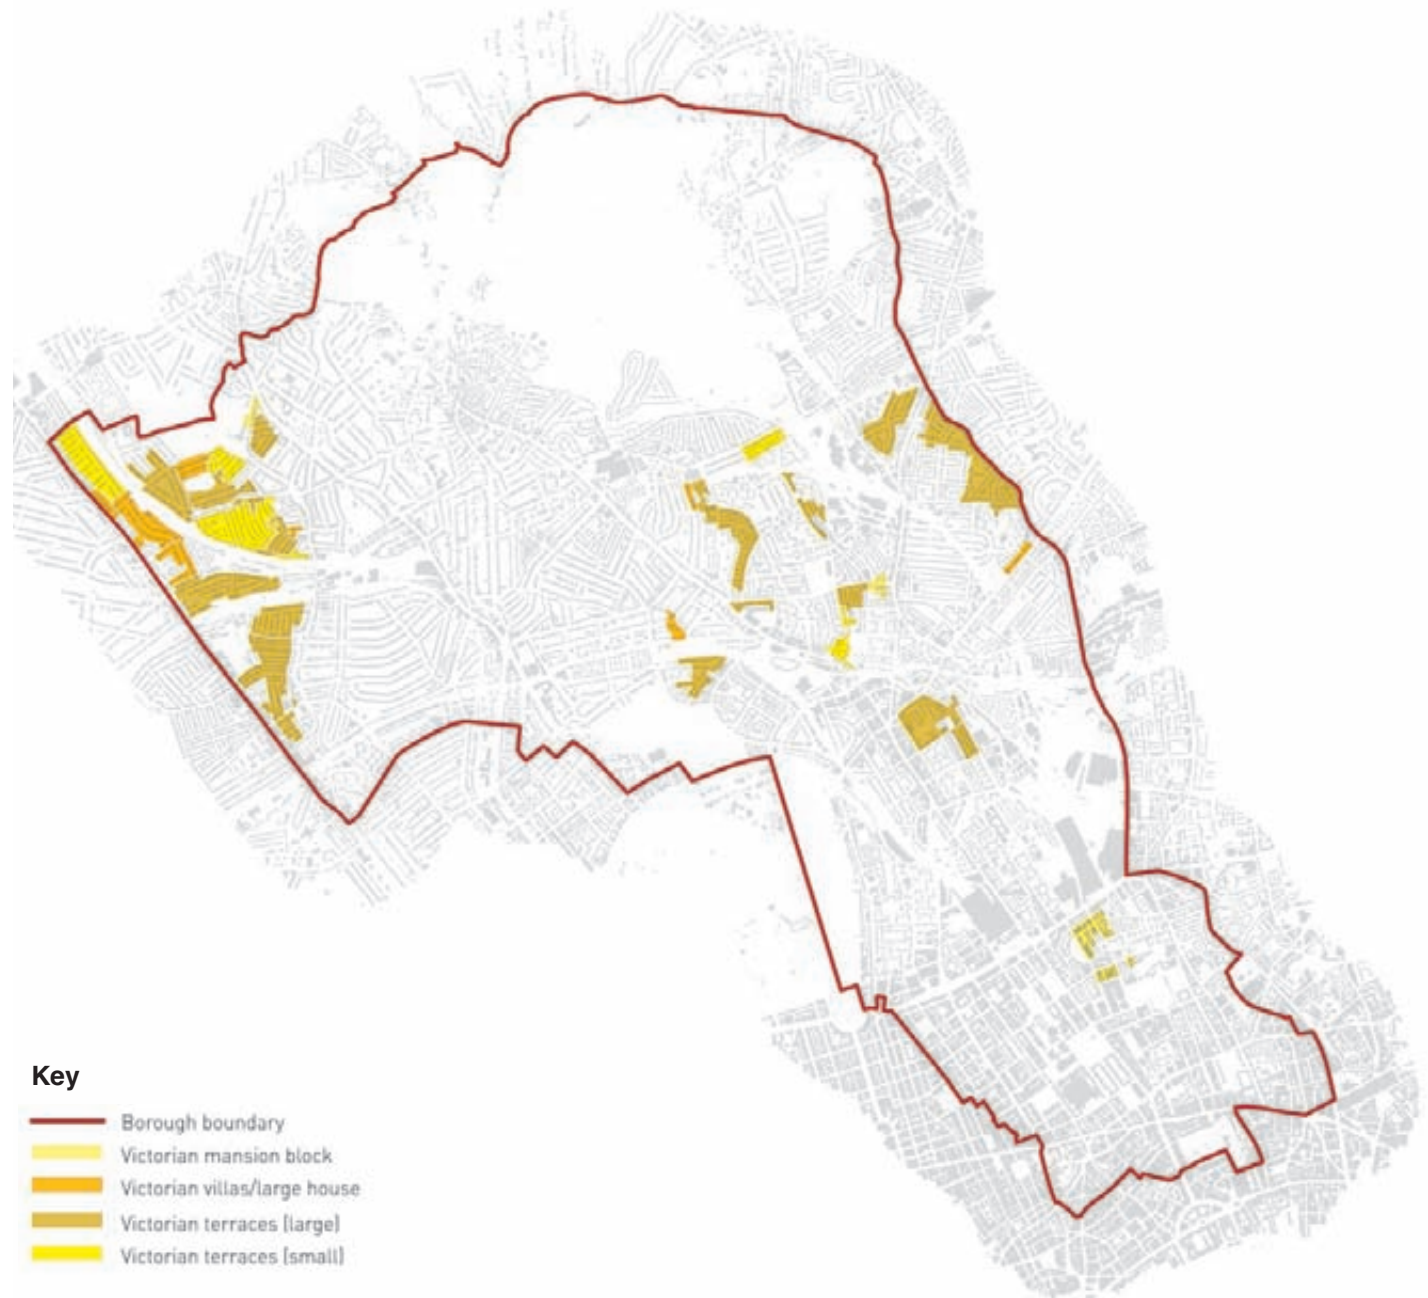 Key
Borough boundary
Victorian mansion block
Victorian villas/large house
Victorian terraces (large)
Victorian terraces (small)